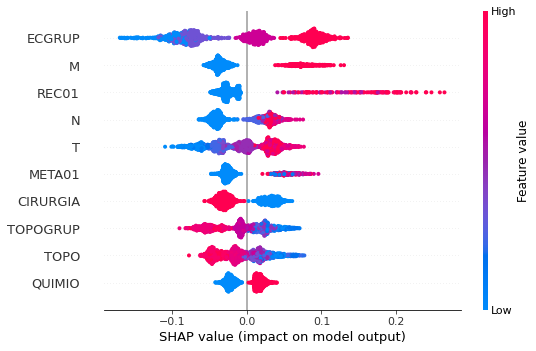 High
ECGRUP
M
REC01
N
T
META01
CIRURGIA
TOPOGRUP
TOPO
QUIMIO
Feature value
Low
−0.1 0.0 0.1 0.2
SHAP value (impact on model output)